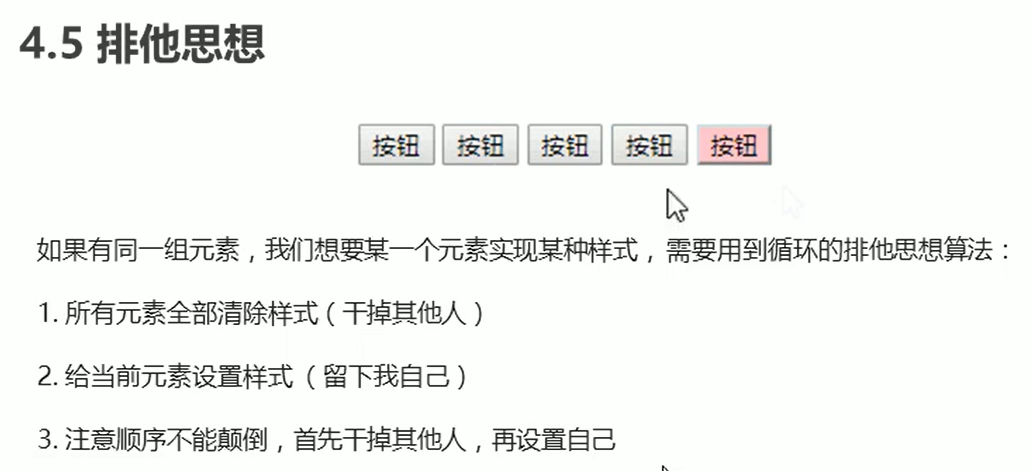 4.5 排他思想
按钮 按钮 按钮 按钮 按钮
如果有同一组元素，我们想要某一个元素实现某种样式，需要用到循环的排他思想算法：
1. 所有元素全部清除样式（干掉其他人）
2. 给当前元素设置样式 （留下我自己）
3. 注意顺序不能颠倒，首先干掉其他人，再设置自己